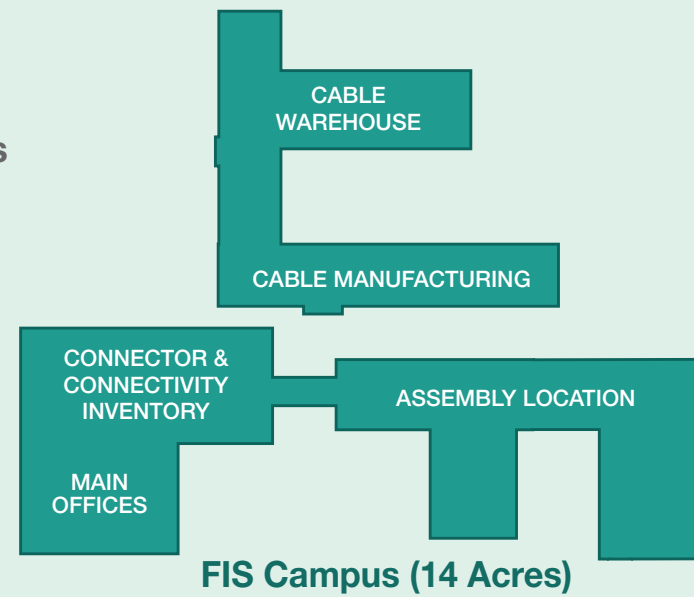 CABLE
WAREHOUSE
s
CABLE MANUFACTURING
CONNECTOR &
CONNECTIVITY
INVENTORY
ASSEMBLY LOCATION
MAIN
OFFICES
FIS Campus (14 Acres)